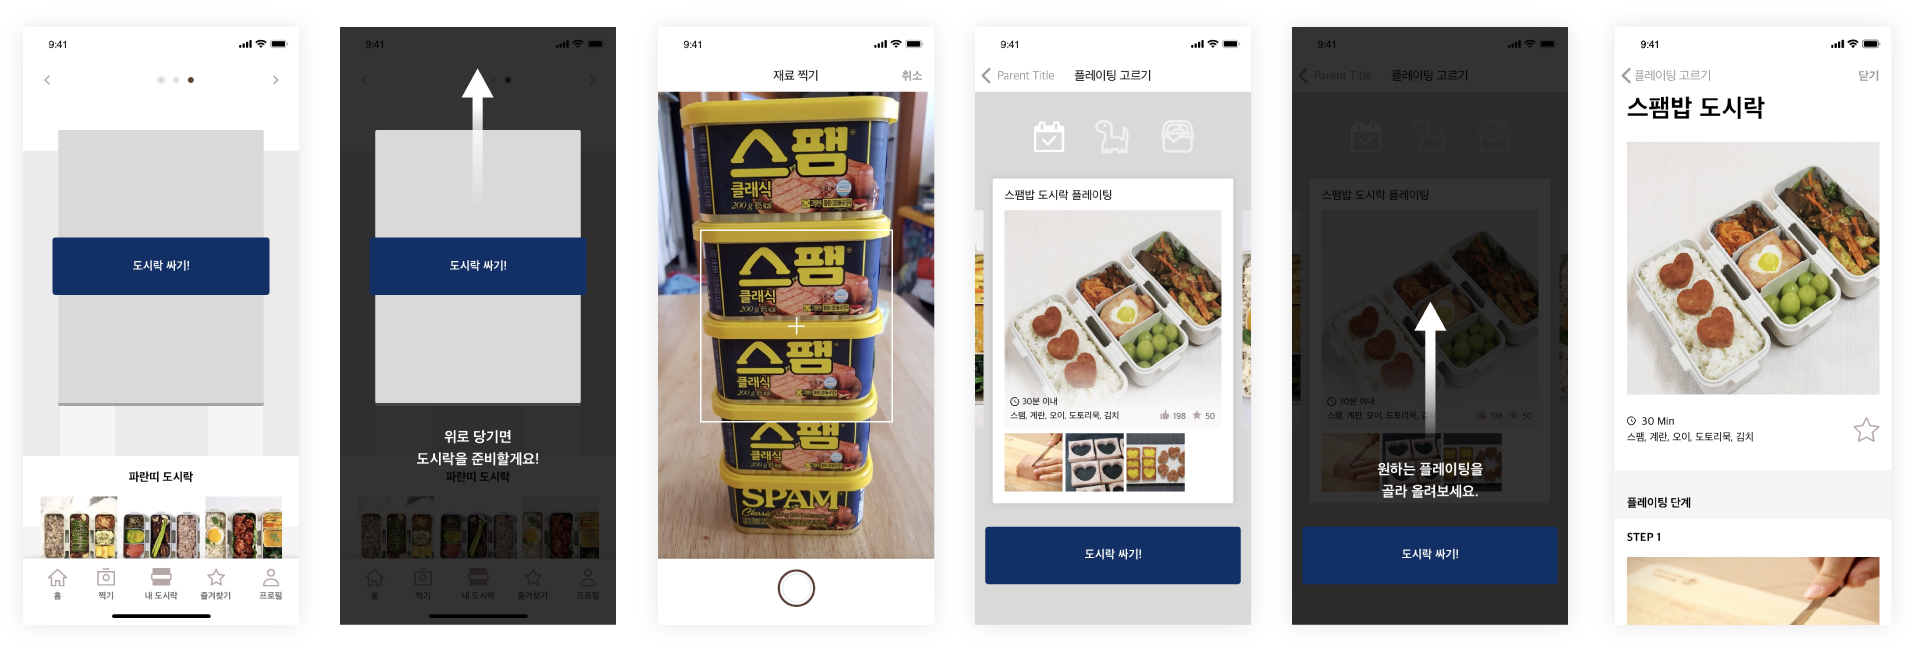 9:41
도시락 싸기!
파란띠 도시락
홈
찍기
내 도시락
즐겨찾기
프로필
9:41
도시락 싸기!
위로 당기면
도시락을 준비할게요!
파란띠 도시락
홈
찍기
내 도시락
즐겨찾기
프로필
9:41
재료 찍기
취소
스팸
클래식
200 g
스팸
클래식
200 g
스팸
클래식
200 g
스팸
클래식
200 g
SPAM
Classic
9:41
Parent Title
플레이팅 고르기
스팸밥 도시락 플레이팅
30분 이내
스팸, 계란, 오이, 도토리묵, 김치
198
50
도시락 싸기!
9:41
Parent Title
플레이팅 고르기
스팸밥 도시락 플레이팅
30분 이내
스팸, 계란, 오이, 도토리묵, 김치
198
50
원하는 플레이팅을
골라 올려보세요.
도시락 싸기!
9:41
플레이팅 고르기
닫기
스팸밥 도시락
30 Min
스팸, 계란, 오이, 도토리묵, 김치
플레이팅 단계
STEP 1